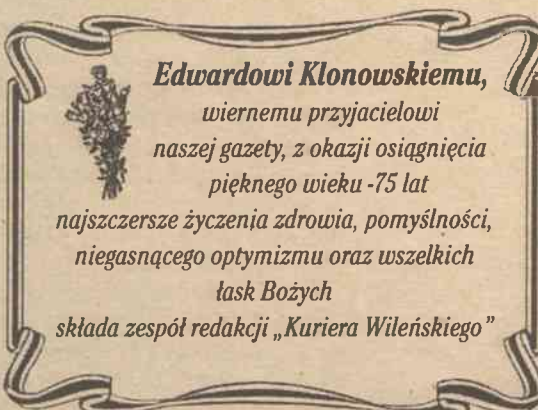 Edwardowi Klonowskiemu,
wiernemu przyjacielowi
naszej gazety, z okazji osiągnięcia
pięknego wieku -75 lat
najszczersze życzenia zdrowia, pomyślności,
niegasnącego optymizmu oraz wszelkich
łask Bożych
składa zespół redakcji „Kuriera Wileńskiego”